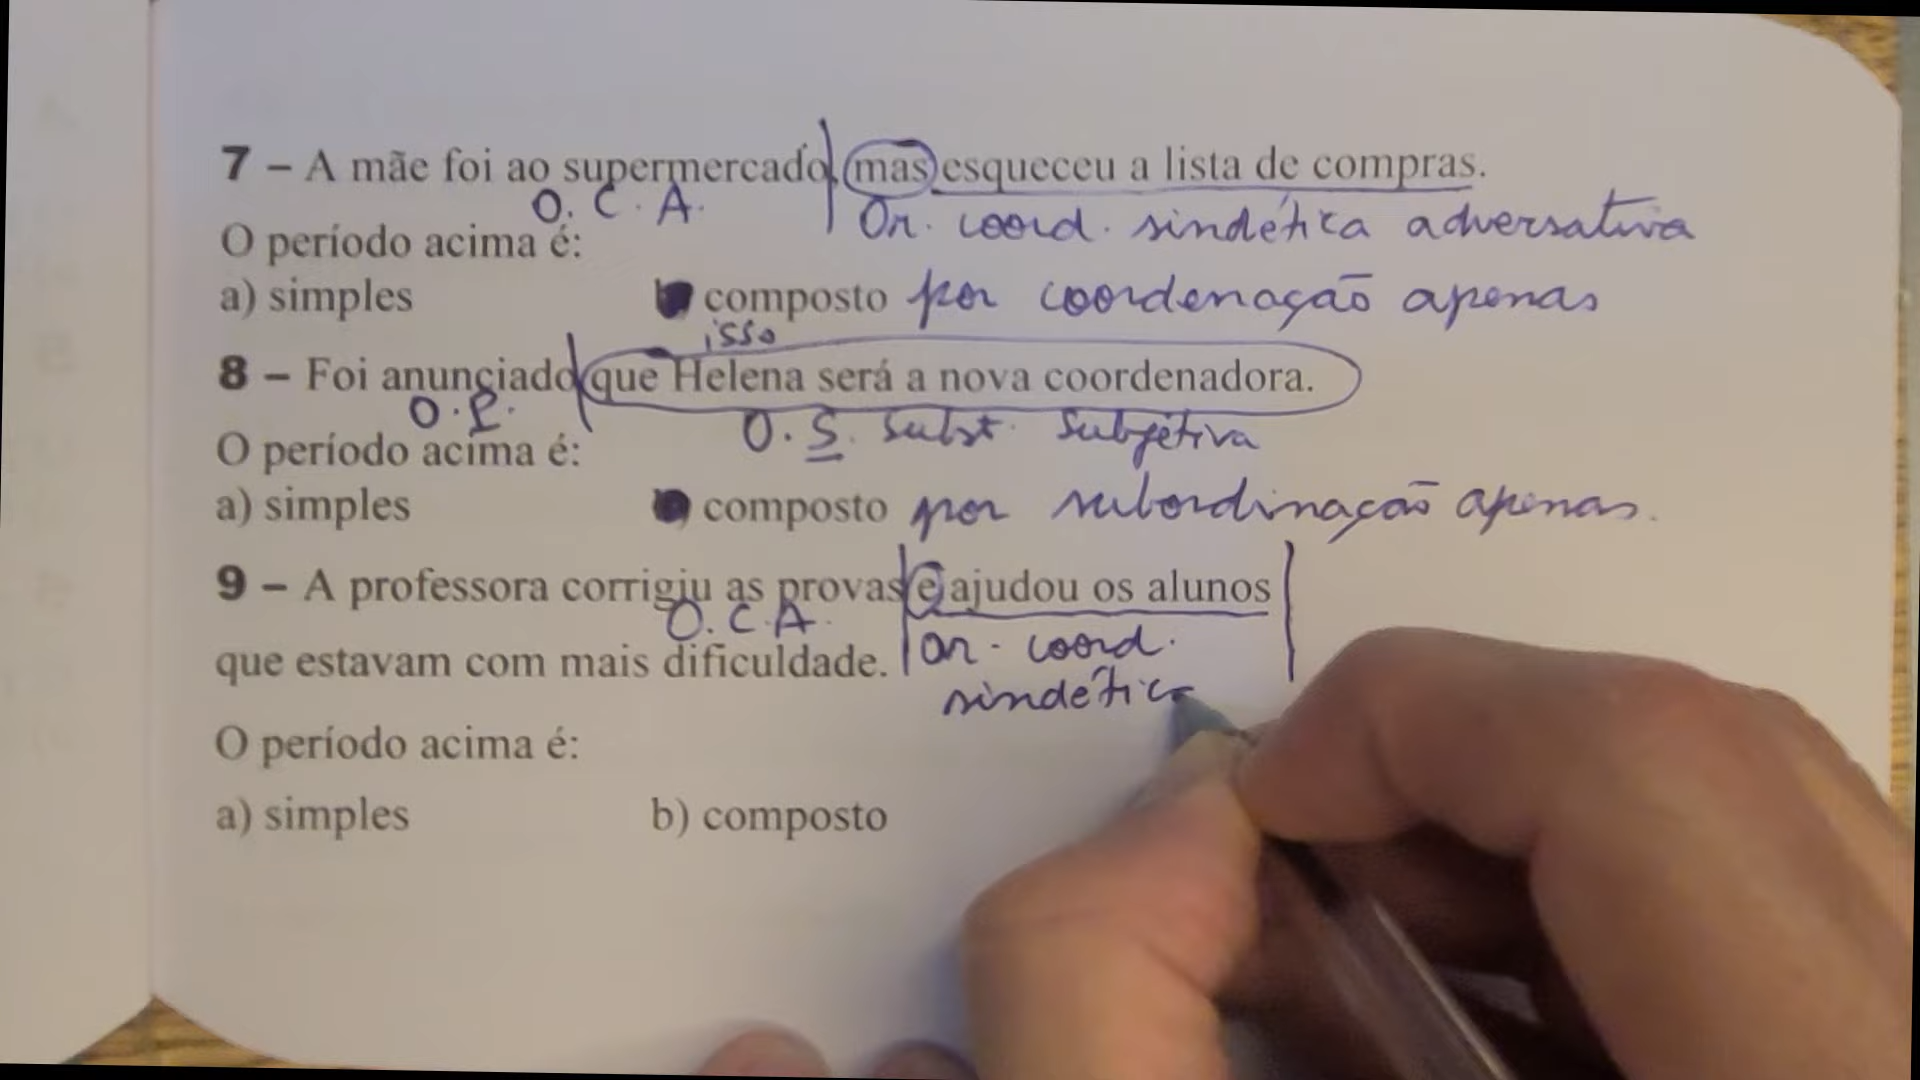 7 – A mãe foi ao supermercado, mas esqueceu a lista de compras.
O. C. A. Or. coord. sindética adversativa
O período acima é:
a) simples b) composto por coordenação apenas
isso
8 – Foi anunciado que Helena será a nova coordenadora.
O.P. O. S. Subst. Subjetiva
O período acima é:
a) simples composto por subordinação apenas.
9 – A professora corrigiu as provas e ajudou os alunos
O. C. A. or. coord.
que estavam com mais dificuldade.
sindética
O período acima é:
a) simples b) composto